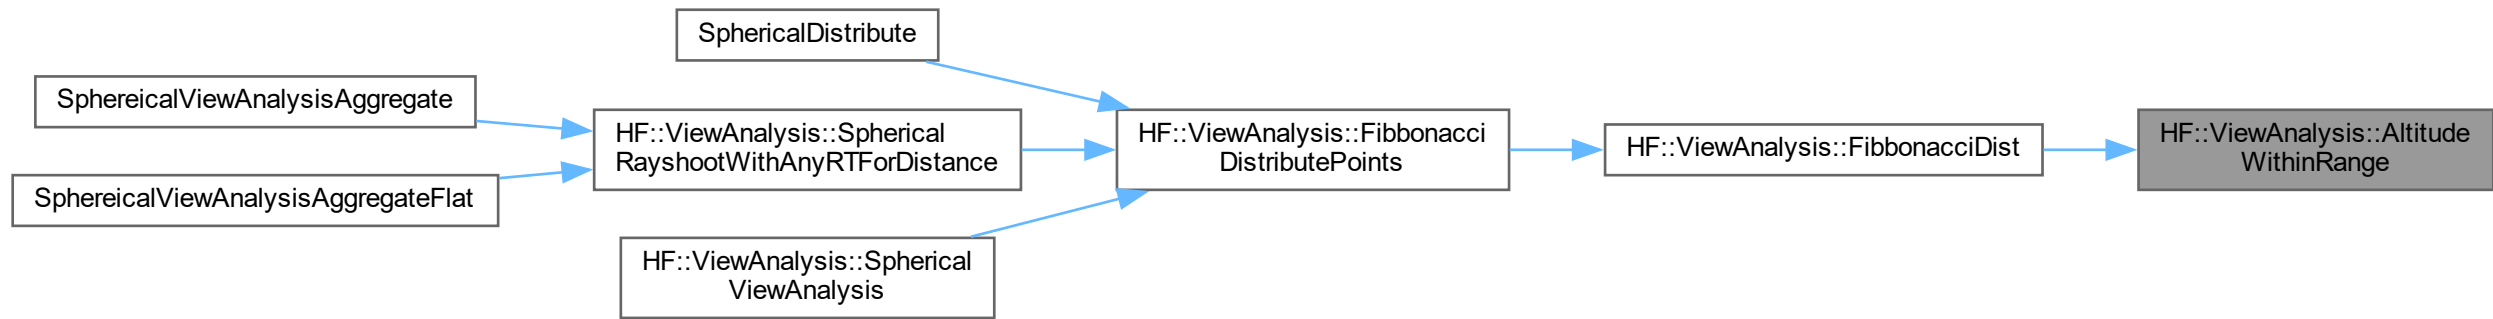 SphericalDistribute
SphereicalViewAnalysisAggregate
SphereicalViewAnalysisAggregateFlat
HF::ViewAnalysis::Spherical
RayshootWithAnyRTForDistance
HF::ViewAnalysis::Spherical
ViewAnalysis
HF::ViewAnalysis::Fibbonacci
DistributePoints
HF::ViewAnalysis::FibbonacciDist
HF::ViewAnalysis::Altitude
WithinRange